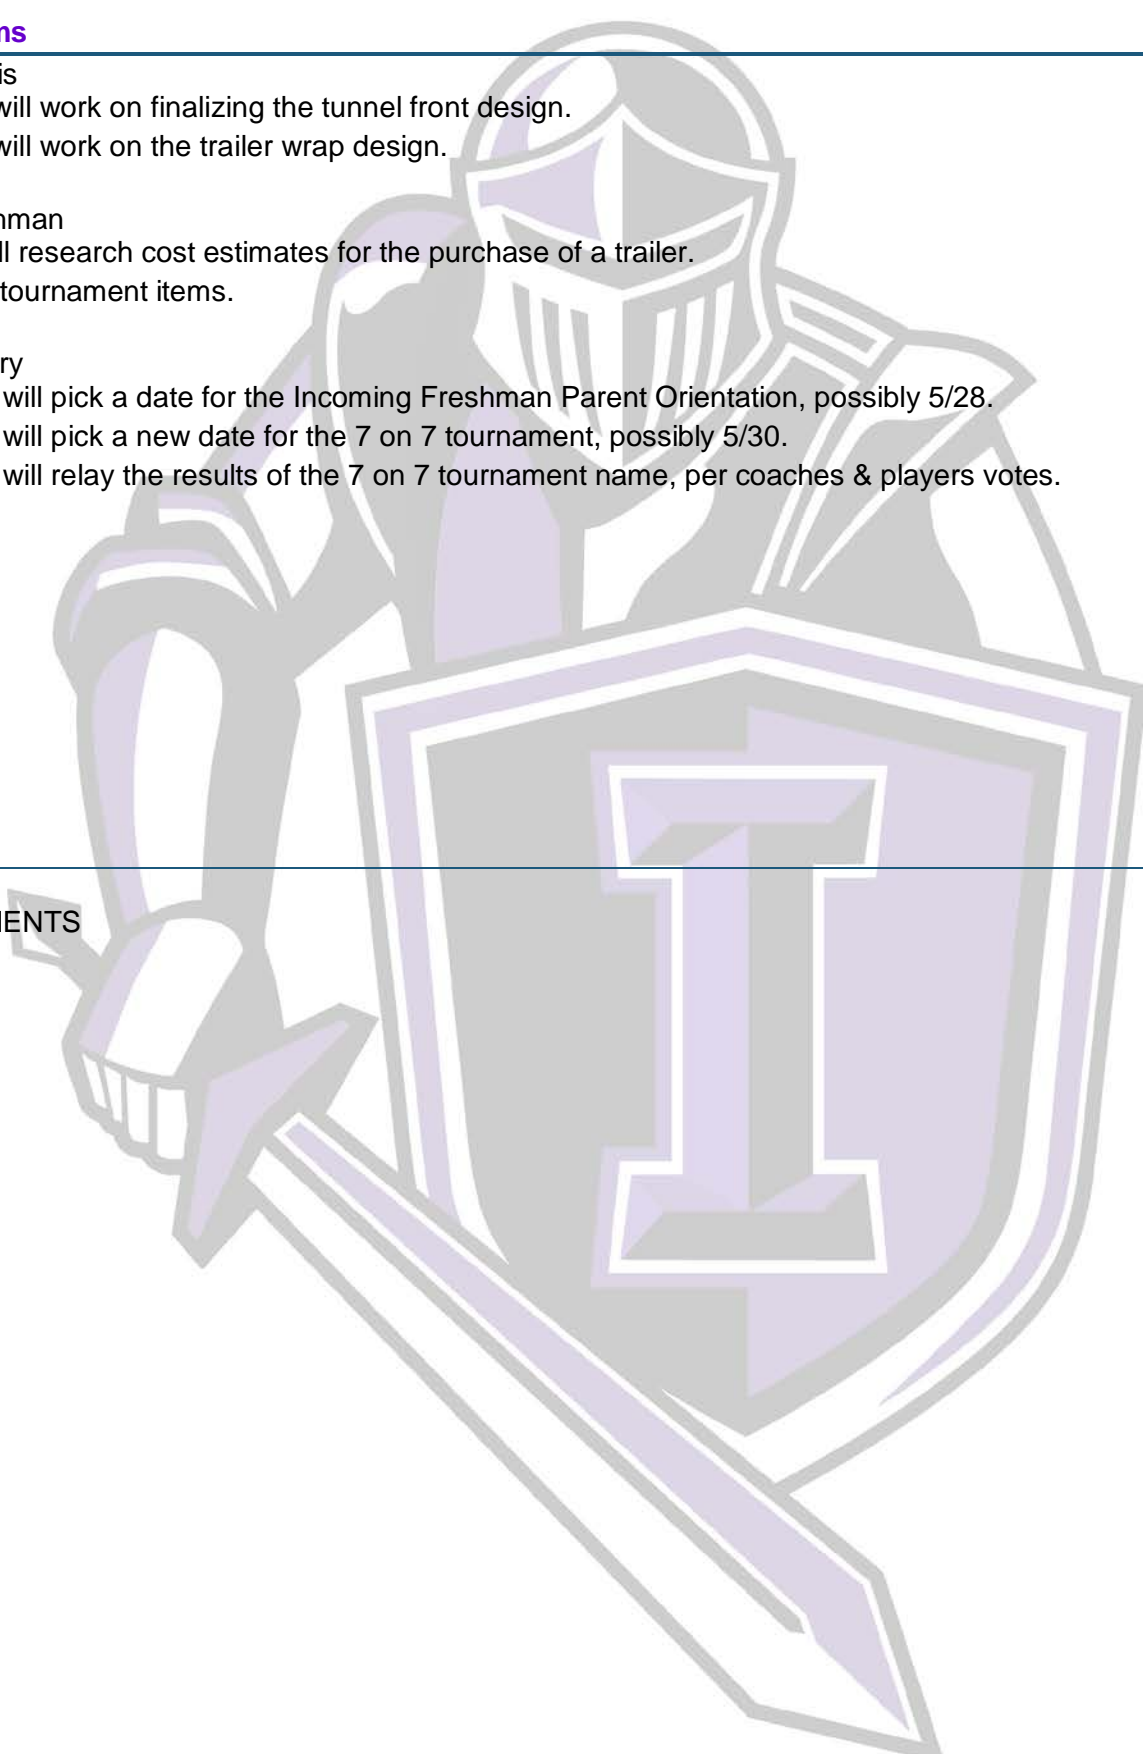 ns
is
will work on finalizing the tunnel front design.
will work on the trailer wrap design.
hman
ll research cost estimates for the purchase of a trailer.
tournament items.
ry
will pick a date for the Incoming Freshman Parent Orientation, possibly 5/28.
will pick a new date for the 7 on 7 tournament, possibly 5/30.
will relay the results of the 7 on 7 tournament name, per coaches & players votes.
I
MENTS